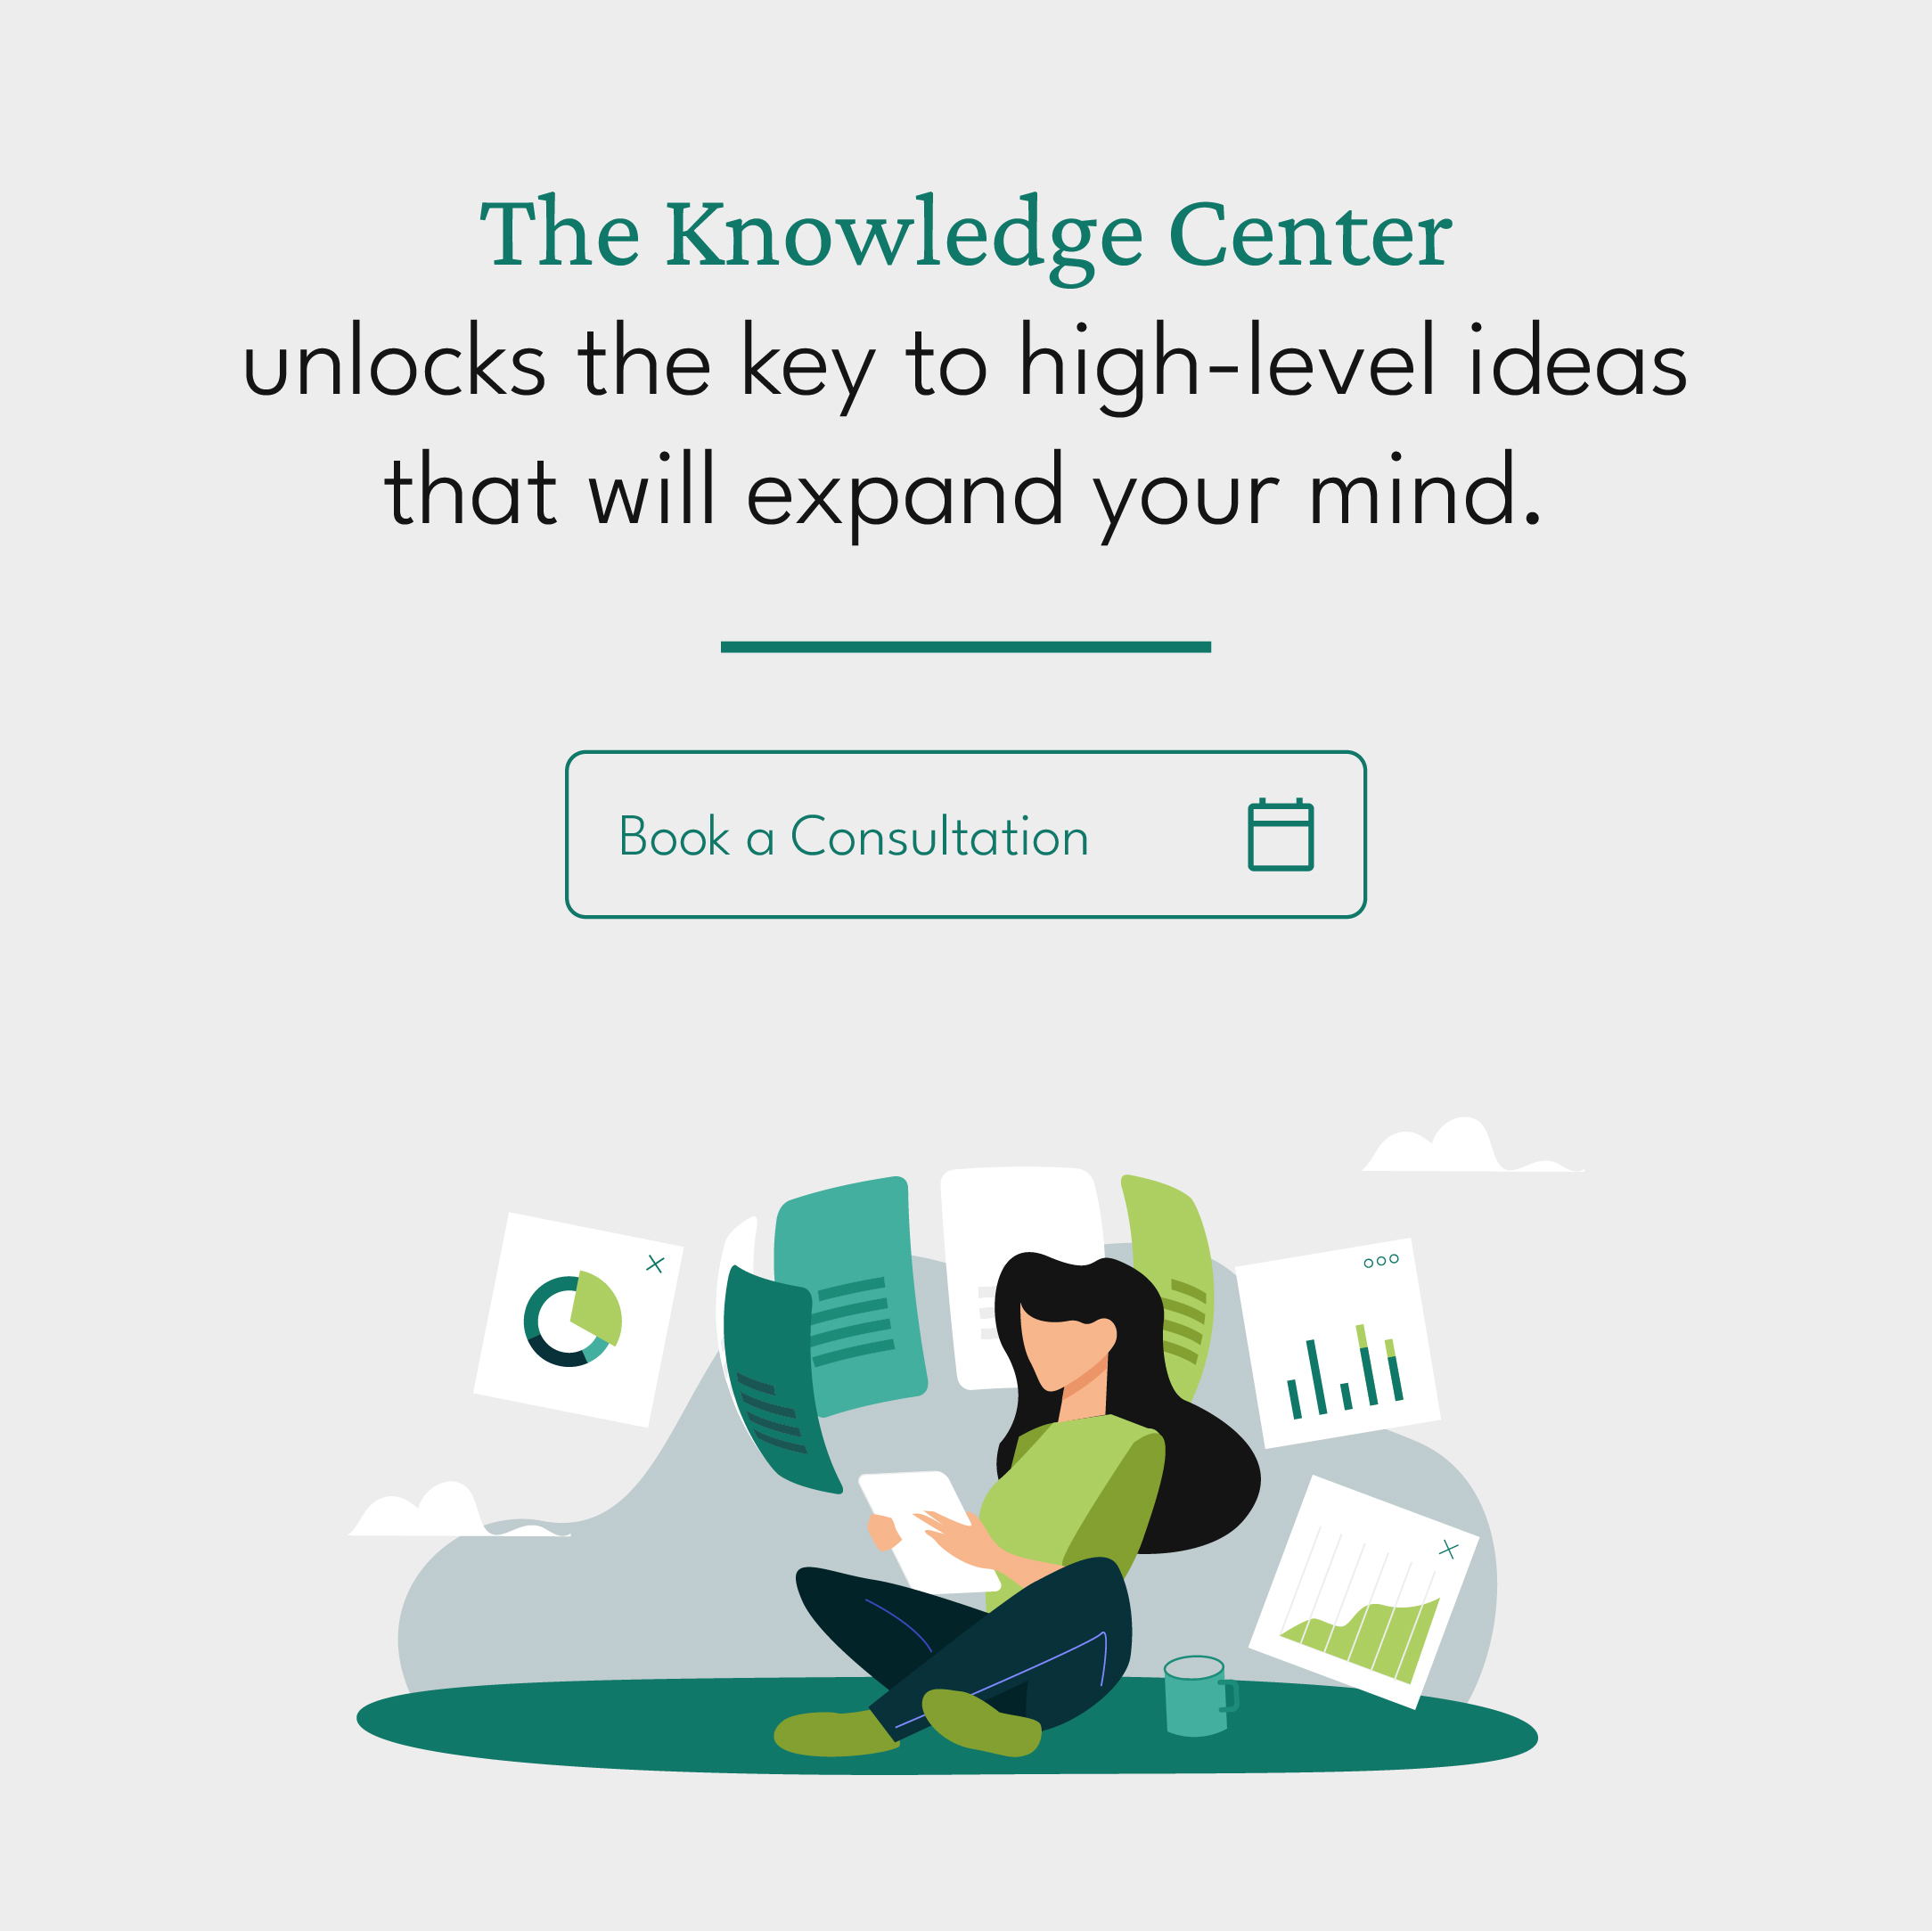 The Knowledge Center
unlocks the key to high-level ideas
that will expand your mind.
Book a Consultation